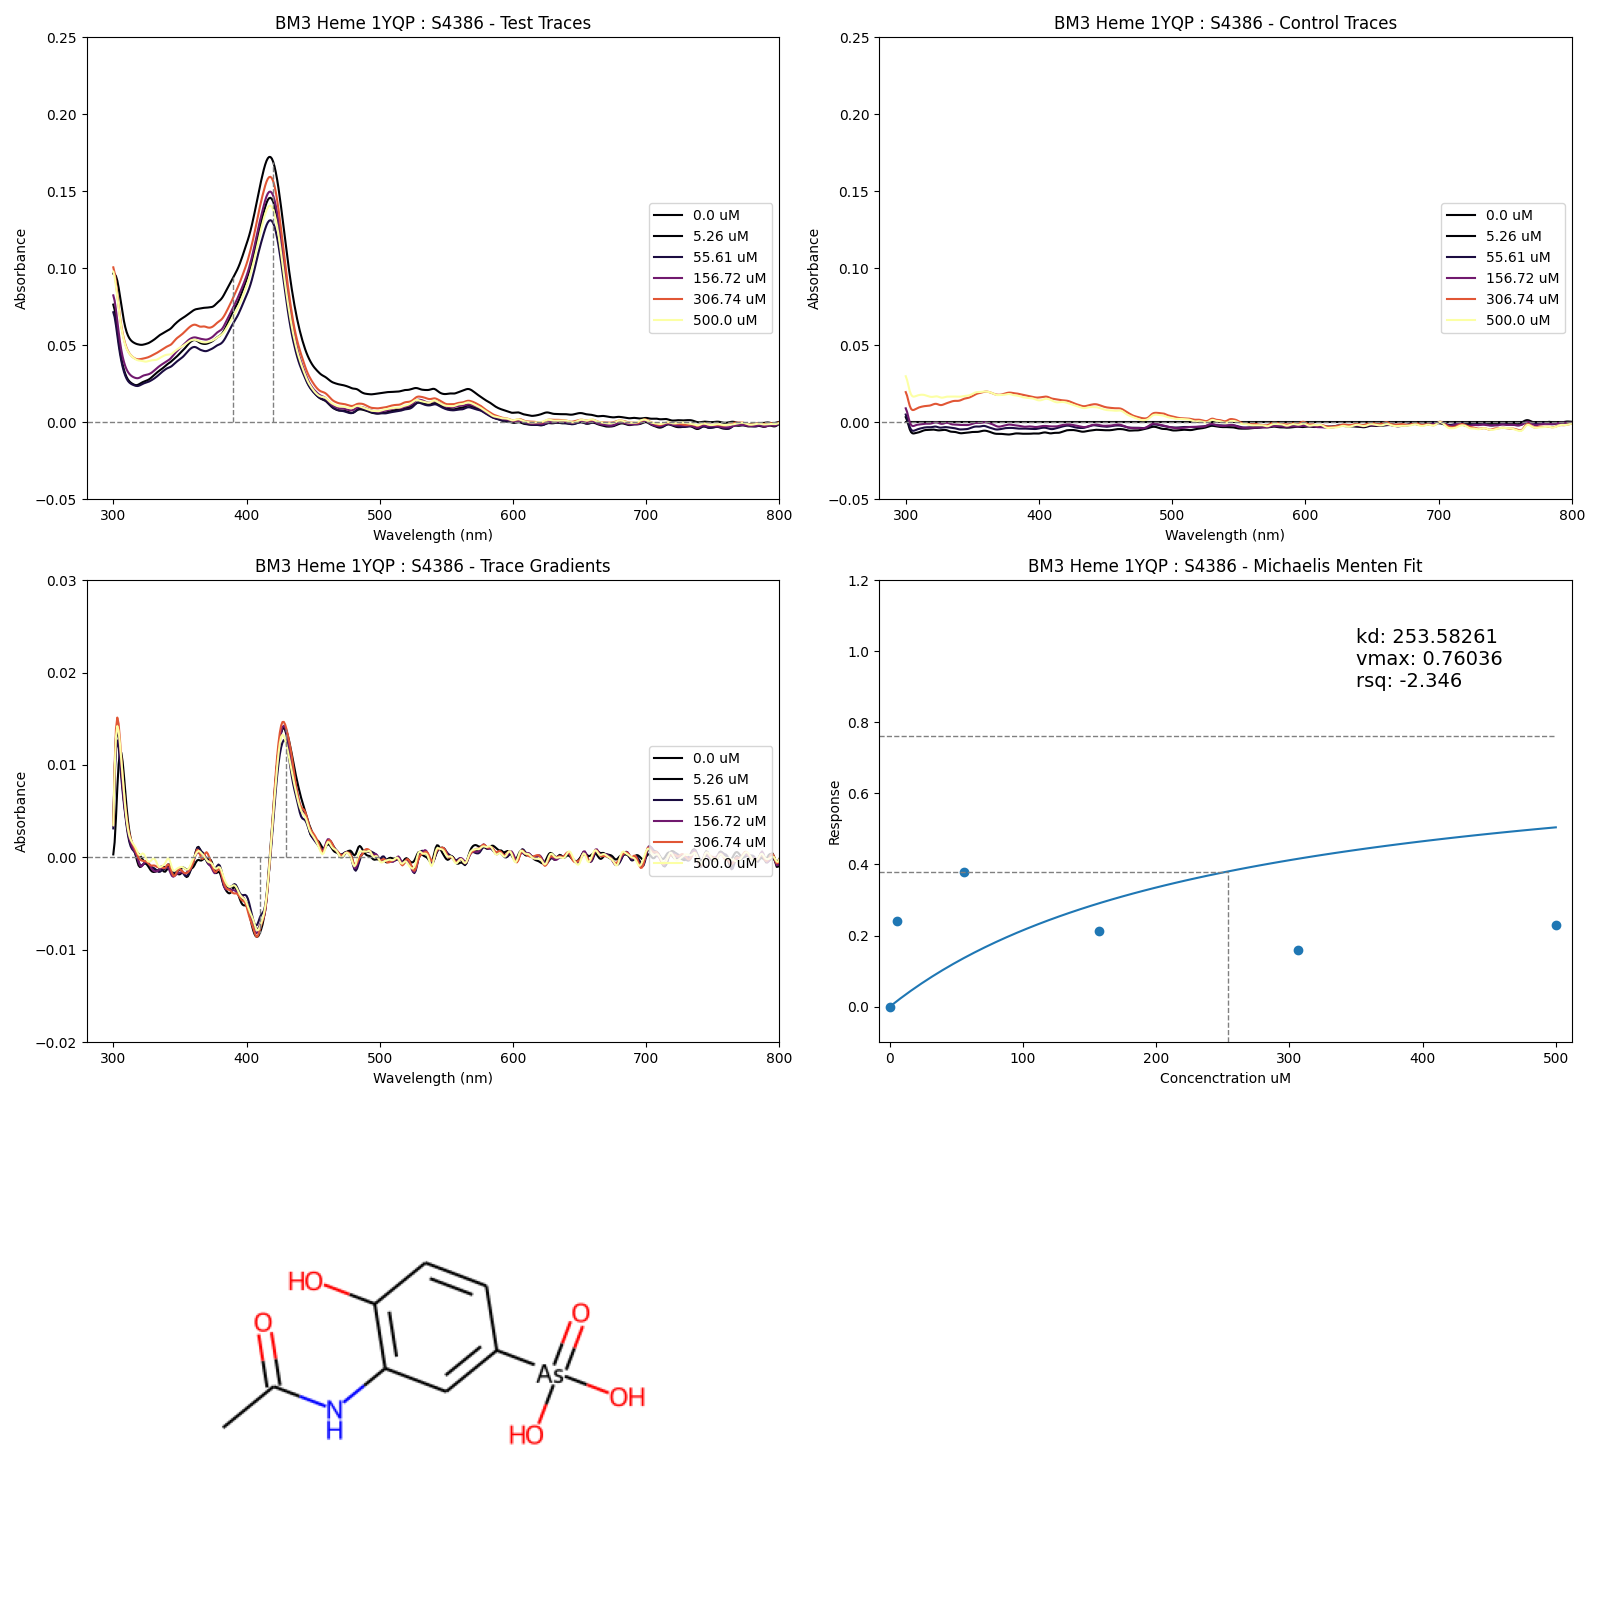 BM3 Heme 1YQP : S4386 - Test Traces
0.25
0.20
0.15
0.10
0.05
0.00
−0.05
Absorbance
300 400 500 600 700 800
Wavelength (nm)
0.0 uM
5.26 uM
55.61 uM
156.72 uM
306.74 uM
500.0 uM
BM3 Heme 1YQP : S4386 - Control Traces
0.25
0.20
0.15
0.10
0.05
0.00
−0.05
Absorbance
300 400 500 600 700 800
Wavelength (nm)
0.0 uM
5.26 uM
55.61 uM
156.72 uM
306.74 uM
500.0 uM
BM3 Heme 1YQP : S4386 - Trace Gradients
0.03
0.02
0.01
0.00
−0.01
−0.02
Absorbance
300 400 500 600 700 800
Wavelength (nm)
0.0 uM
5.26 uM
55.61 uM
156.72 uM
306.74 uM
500.0 uM
BM3 Heme 1YQP : S4386 - Michaelis Menten Fit
1.2
1.0
0.8
0.6
0.4
0.2
0.0
Response
kd: 253.58261
vmax: 0.76036
rsq: -2.346
0 100 200 300 400 500
Concenctration uM
HO
O
O
As
OH
N
H
HO